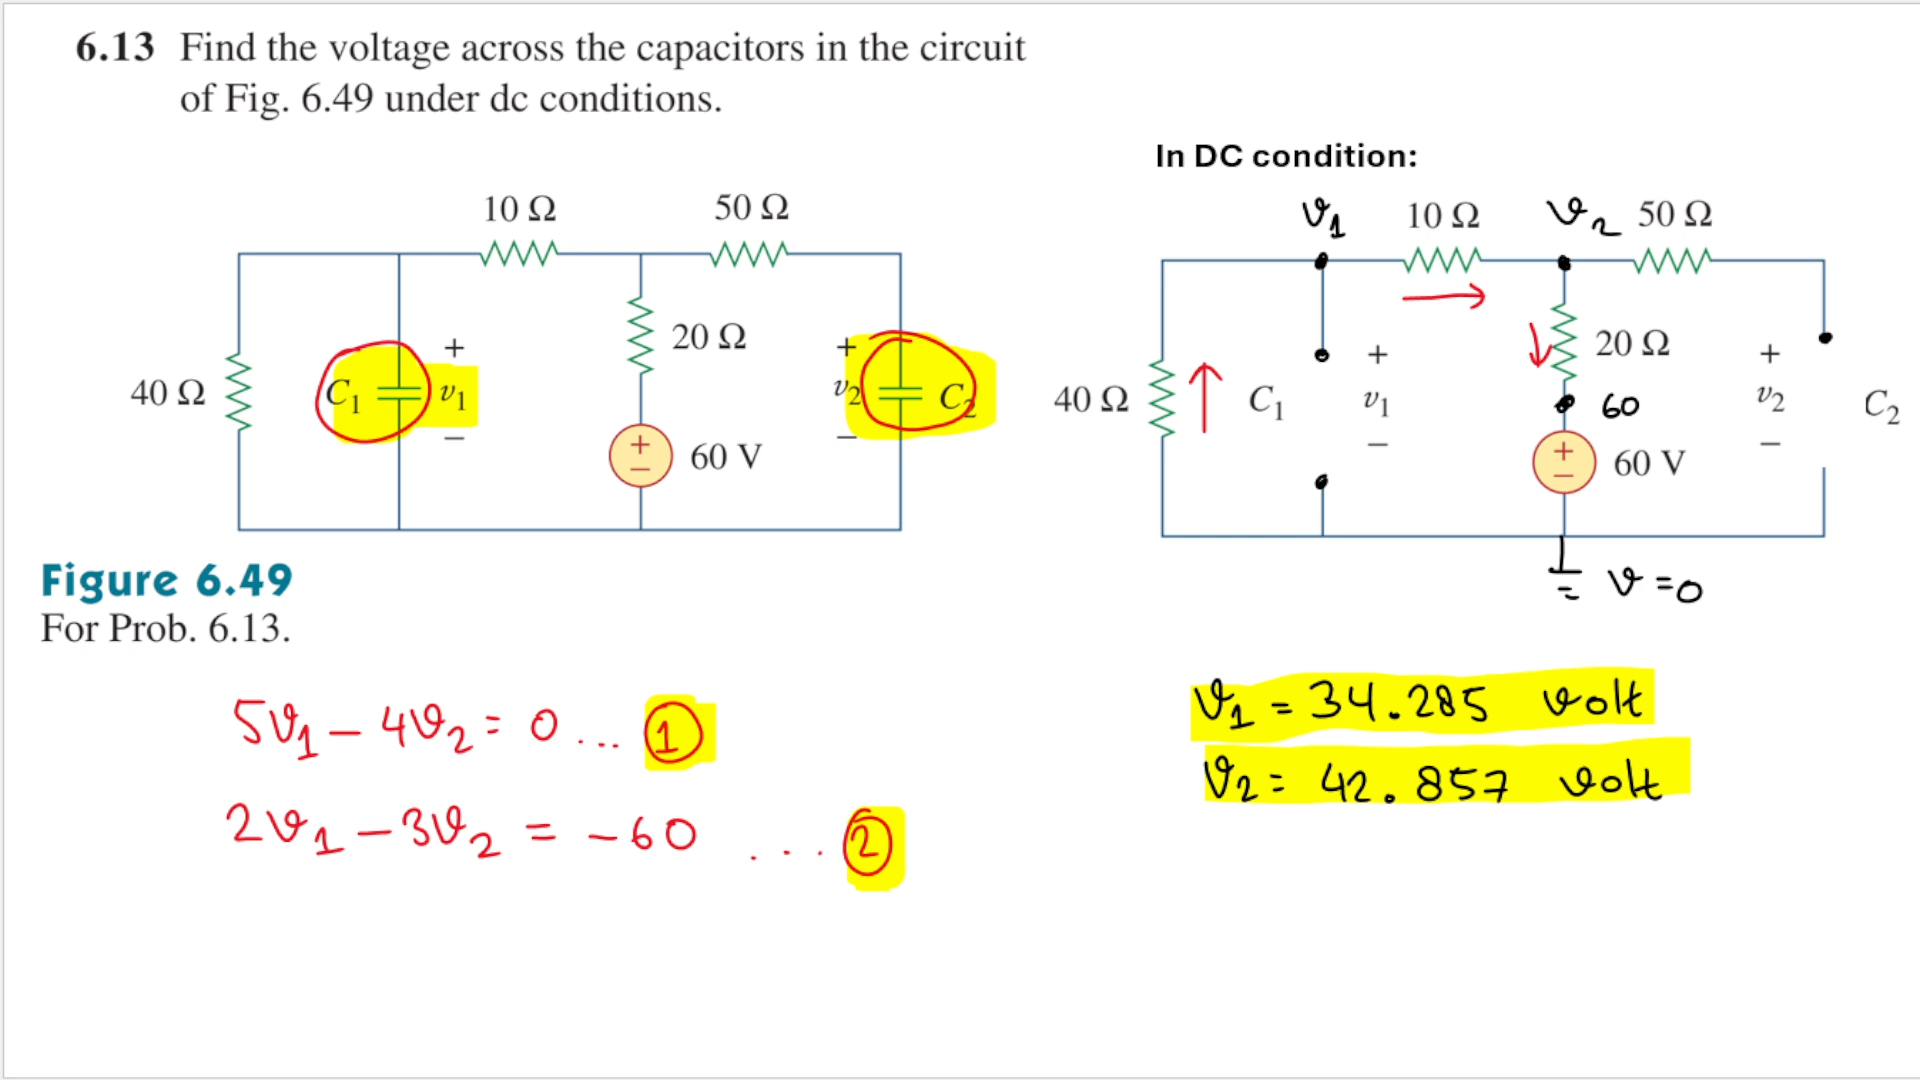 6.13 Find the voltage across the capacitors in the circuit
of Fig. 6.49 under dc conditions.
10 Ω
50 Ω
40 Ω
C₁
+
v₁
−
20 Ω
+
−
60 V
+
v₂
−
C₂
Figure 6.49
For Prob. 6.13.
In DC condition:
v₁
10 Ω
v₂
50 Ω
40 Ω
C₁
+
v₁
−
20 Ω
60
+
−
60 V
+
v₂
−
C₂
v=0
5v₁ − 4v₂ = 0 ... 1
2v₁ − 3v₂ = −60 ... 2
v₁ = 34.285 volt
v₂ = 42.857 volt